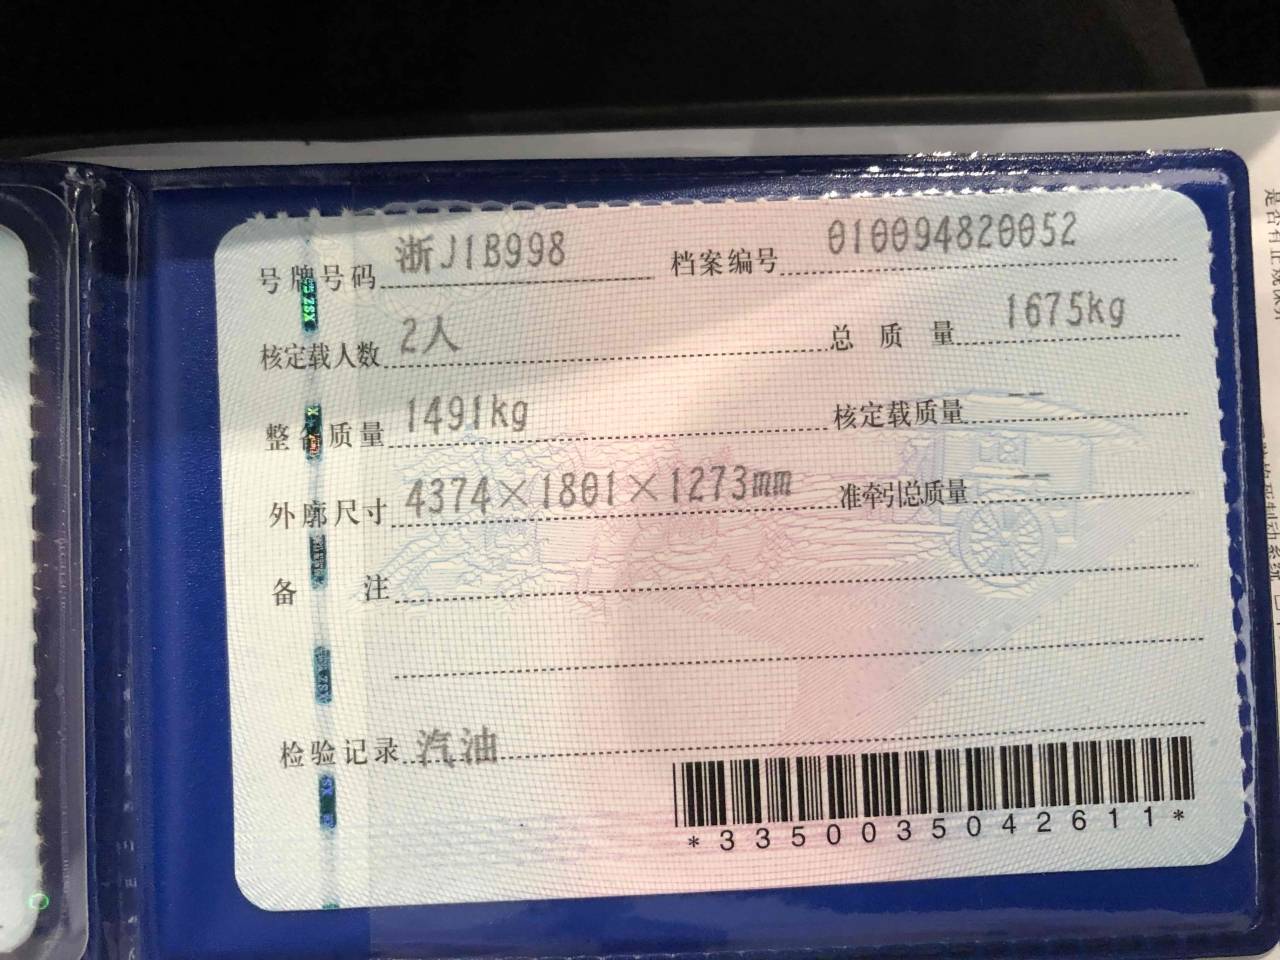 号牌号码 浙J1B998 档案编号 010094820052
核定载人数 2人 总质量 1675kg
整备质量 1491kg 核定载质量 --
外廓尺寸 4374×1801×1273mm 准牵引总质量 --
备注
检验记录 汽油
*3350035042611*